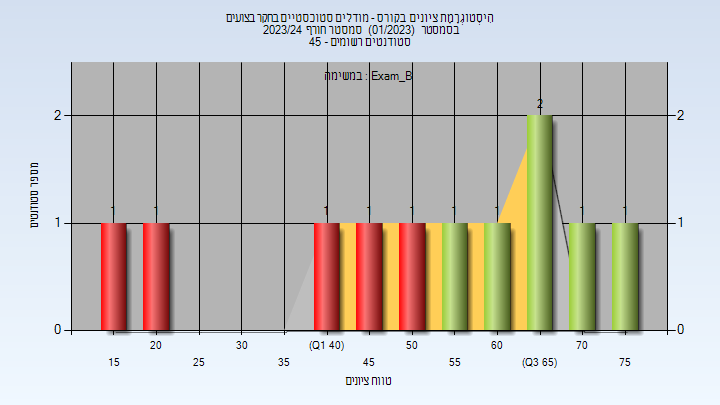 היסטוגרמת ציונים בקורס - מודלים סטוכסטיים בחקר בצועים
בסמסטר (01/2023) סמסטר חורף 2023/24
סטודנטים רשומים - 45
במשימה : Exam_B
2
2 2
1 1 1 1 1 1 1 1 1
1 1
מספר סטודנטים
0 0
20 30 (Q1 40) 50 60 70
15 25 35 45 55 (Q3 65) 75
טווח ציונים